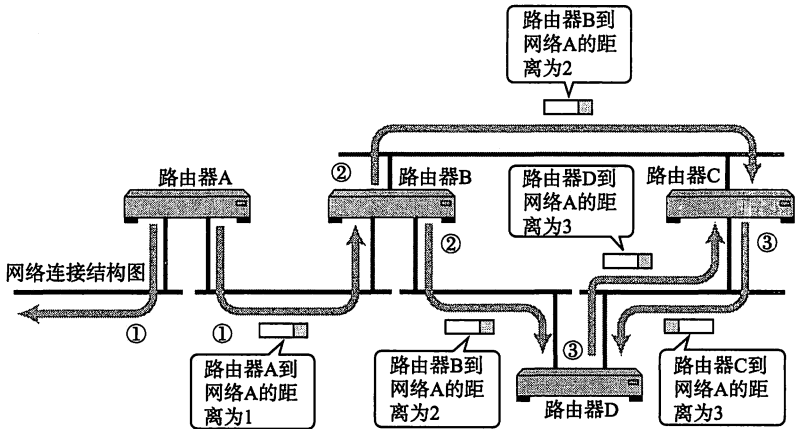 路由器B到
网络A的距
离为2
②
路由器A
路由器B
路由器D到
网络A的距
离为3
路由器C
②
③
网络连接结构图
①
①
③
路由器A到
网络A的距
离为1
路由器B到
网络A的距
离为2
路由器D
路由器C到
网络A的距
离为3